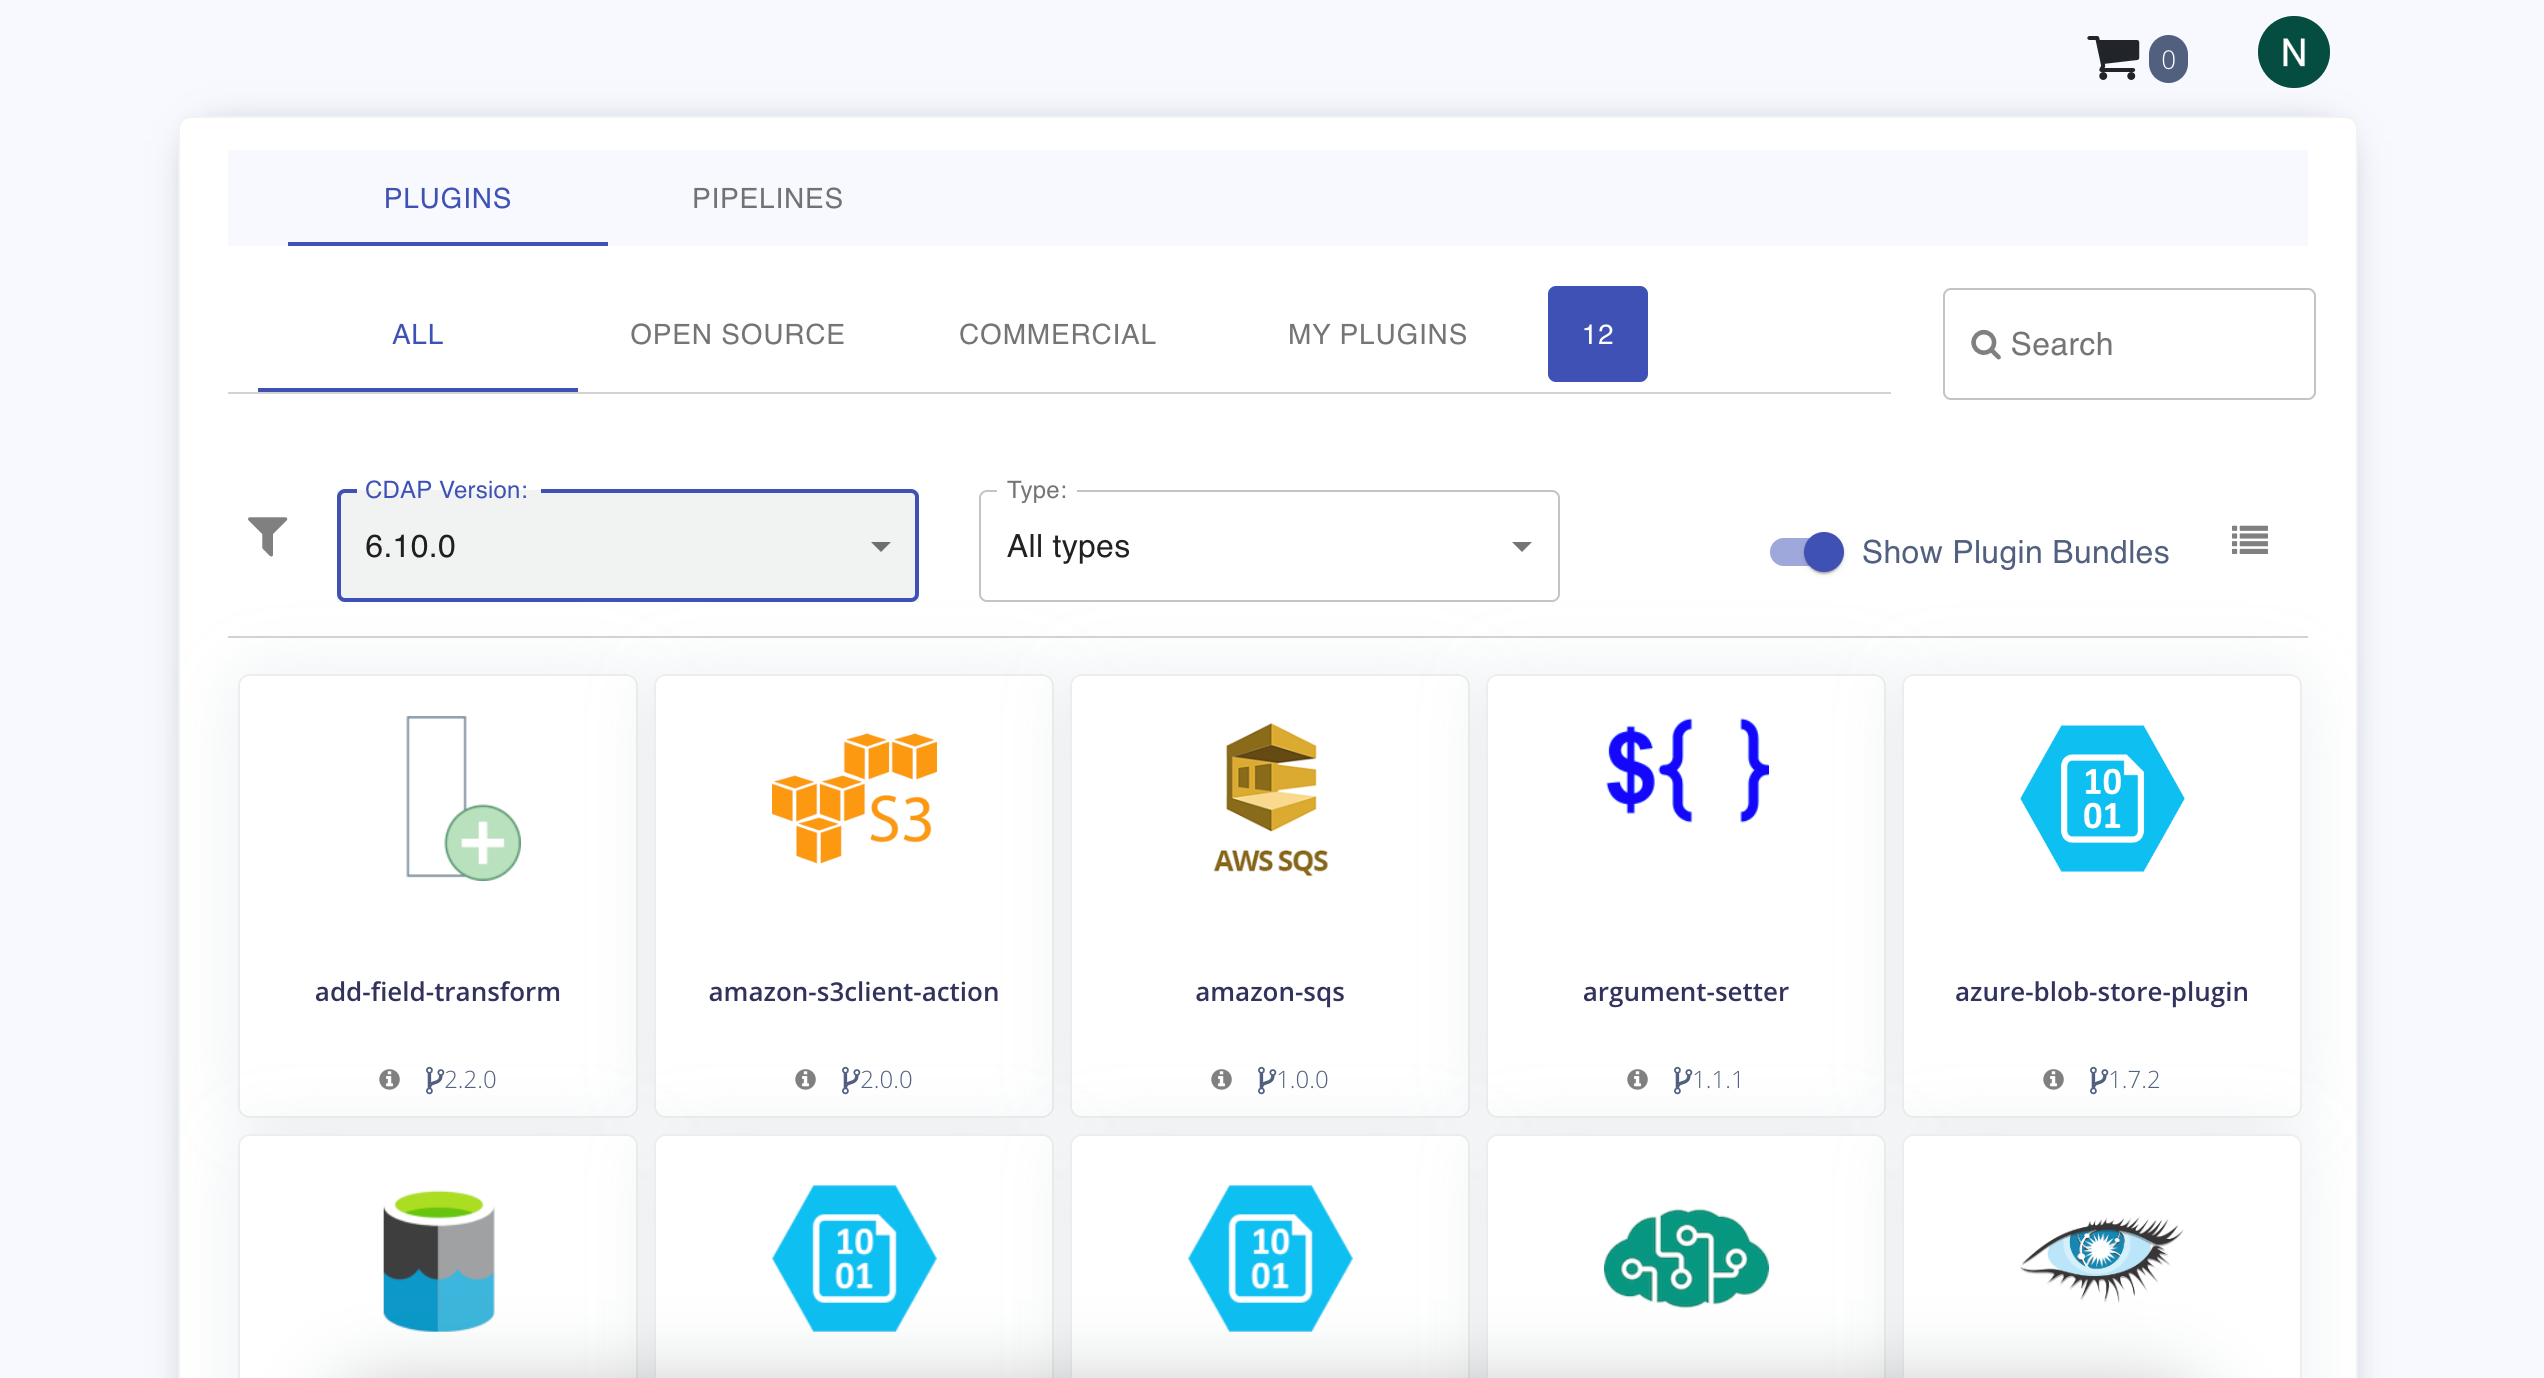 0
N
PLUGINS
PIPELINES
ALL
OPEN SOURCE
COMMERCIAL
MY PLUGINS
12
Search
CDAP Version:
6.10.0
Type:
All types
Show Plugin Bundles
S3
AWS SQS
${ }
10
01
add-field-transform
amazon-s3client-action
amazon-sqs
argument-setter
azure-blob-store-plugin
2.2.0
2.0.0
1.0.0
1.1.1
1.7.2
10
01
10
01